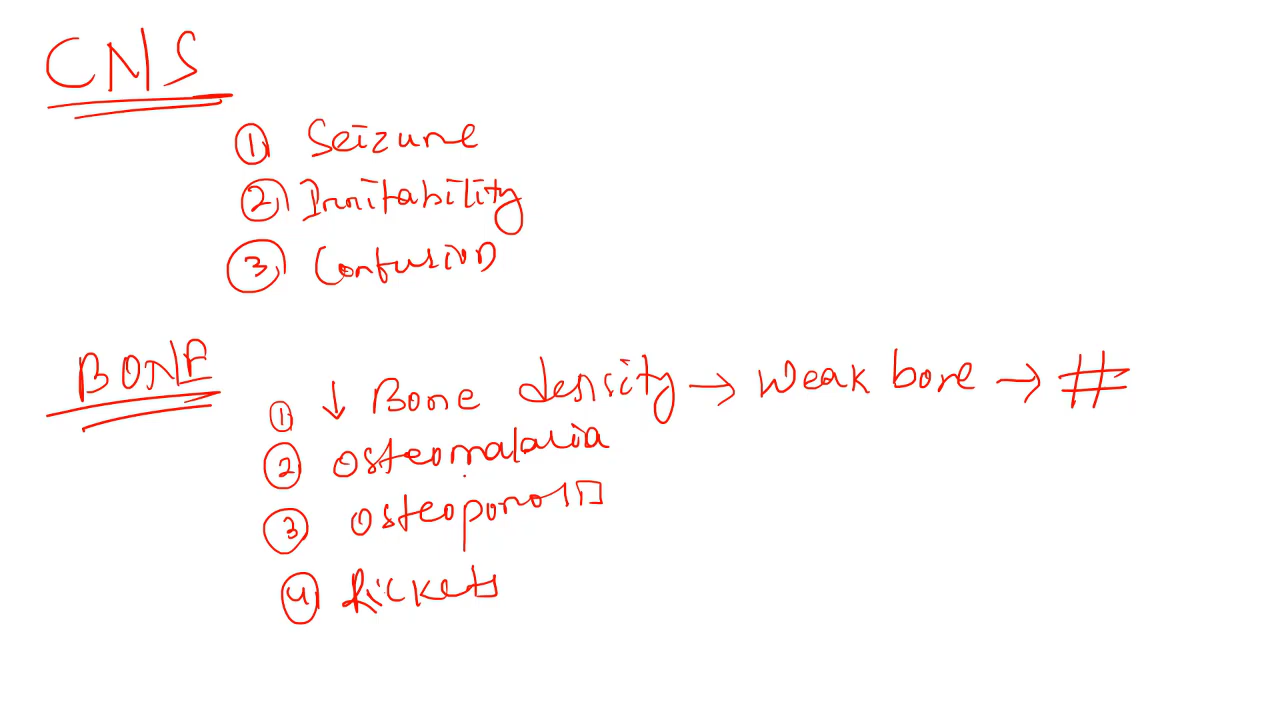 CNS
① Seizure
② Irritability
③ Confusion
BONE
① ↓ Bone density → Weak bone → #
② Osteomalacia
③ Osteoporosis
④ Rickets